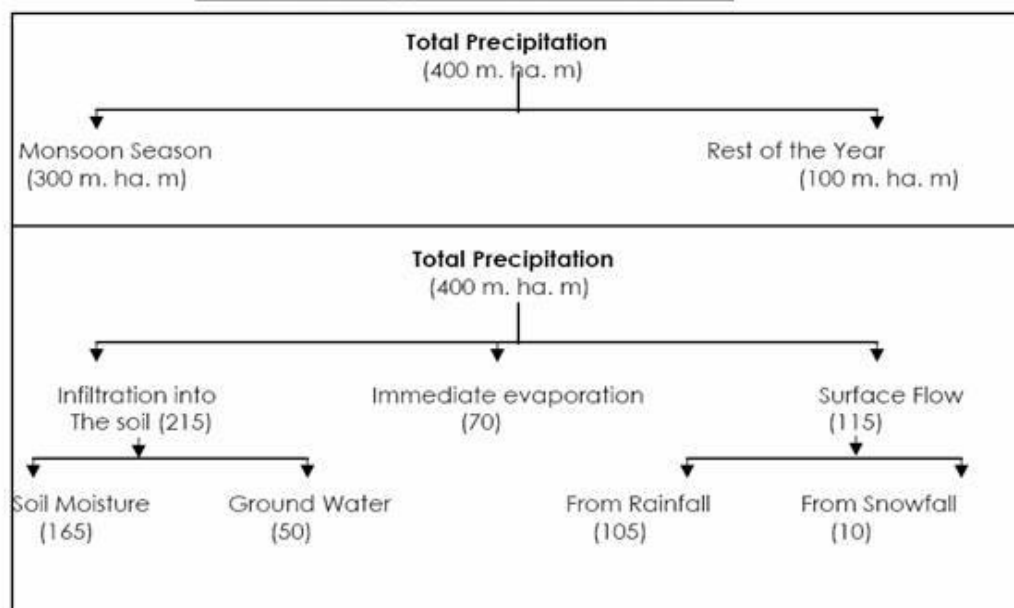 Total Precipitation
(400 m. ha. m)
Monsoon Season
(300 m. ha. m)
Rest of the Year
(100 m. ha. m)
Total Precipitation
(400 m. ha. m)
Infiltration into
The soil (215)
Immediate evaporation
(70)
Surface Flow
(115)
Soil Moisture
(165)
Ground Water
(50)
From Rainfall
(105)
From Snowfall
(10)